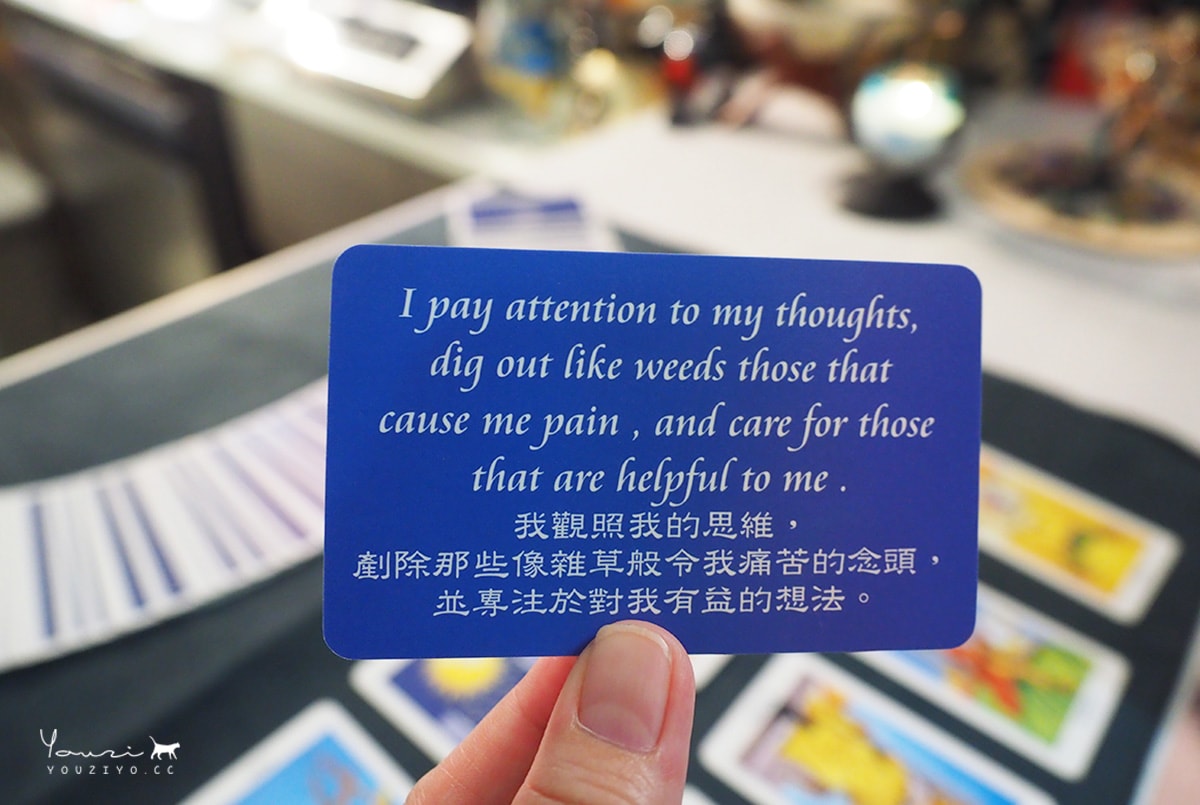 I pay attention to my thoughts,
dig out like weeds those that
cause me pain , and care for those
that are helpful to me .
我觀照我的思維，
剷除那些像雜草般令我痛苦的念頭，
並專注於對我有益的想法。
Youzi
YOUZIYO.CC